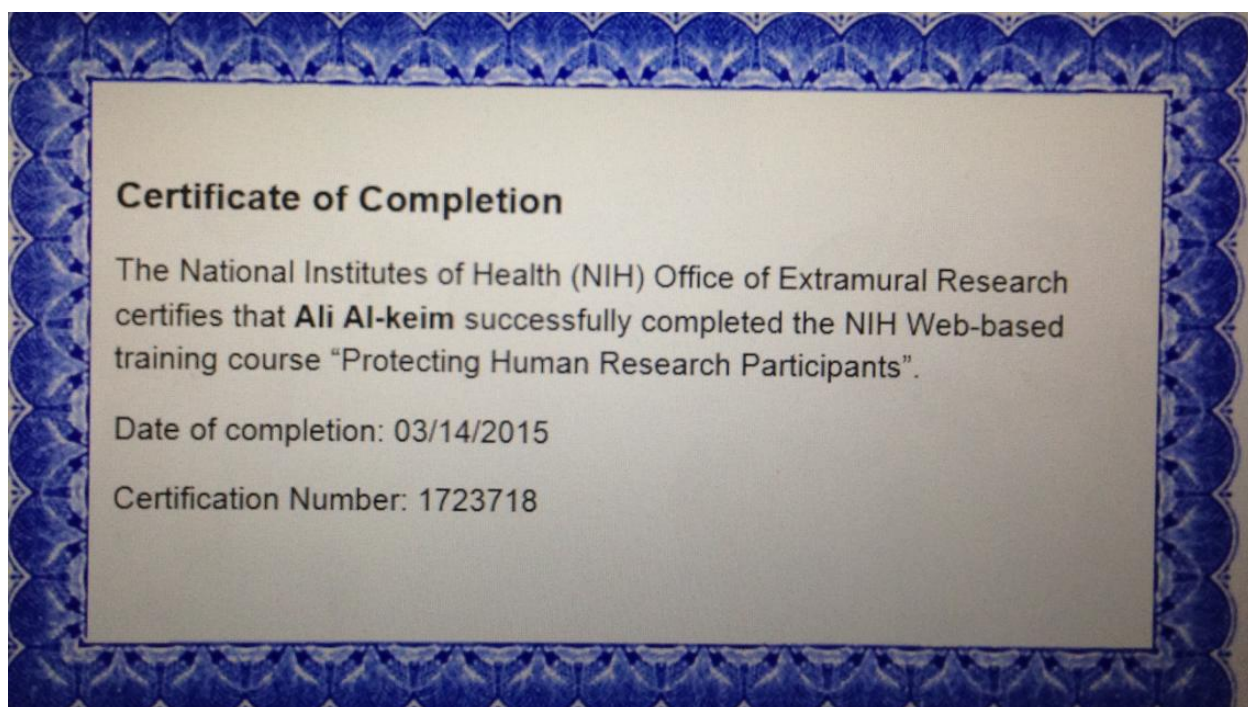 Certificate of Completion
The National Institutes of Health (NIH) Office of Extramural Research
certifies that Ali Al-keim successfully completed the NIH Web-based
training course “Protecting Human Research Participants”.
Date of completion: 03/14/2015
Certification Number: 1723718